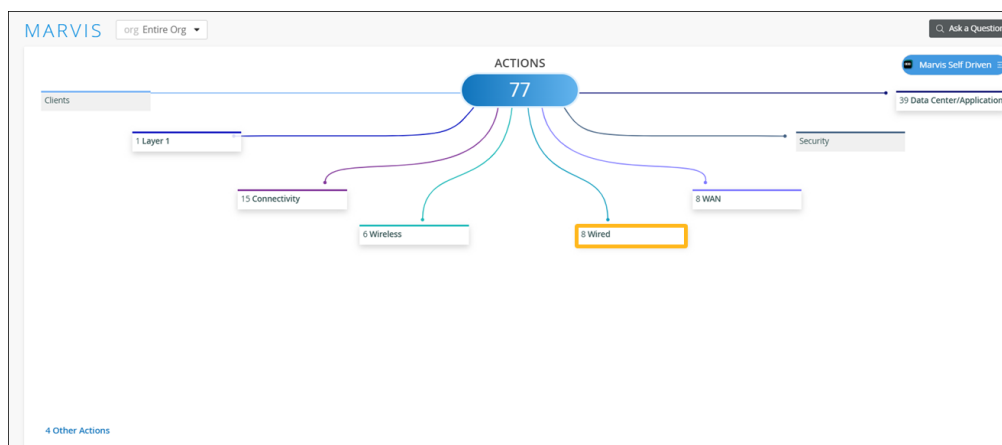 MARVIS
org Entire Org
Ask a Question
ACTIONS
77
Marvis Self Driven
Clients
39 Data Center/Application
1 Layer 1
Security
15 Connectivity
8 WAN
6 Wireless
8 Wired
4 Other Actions